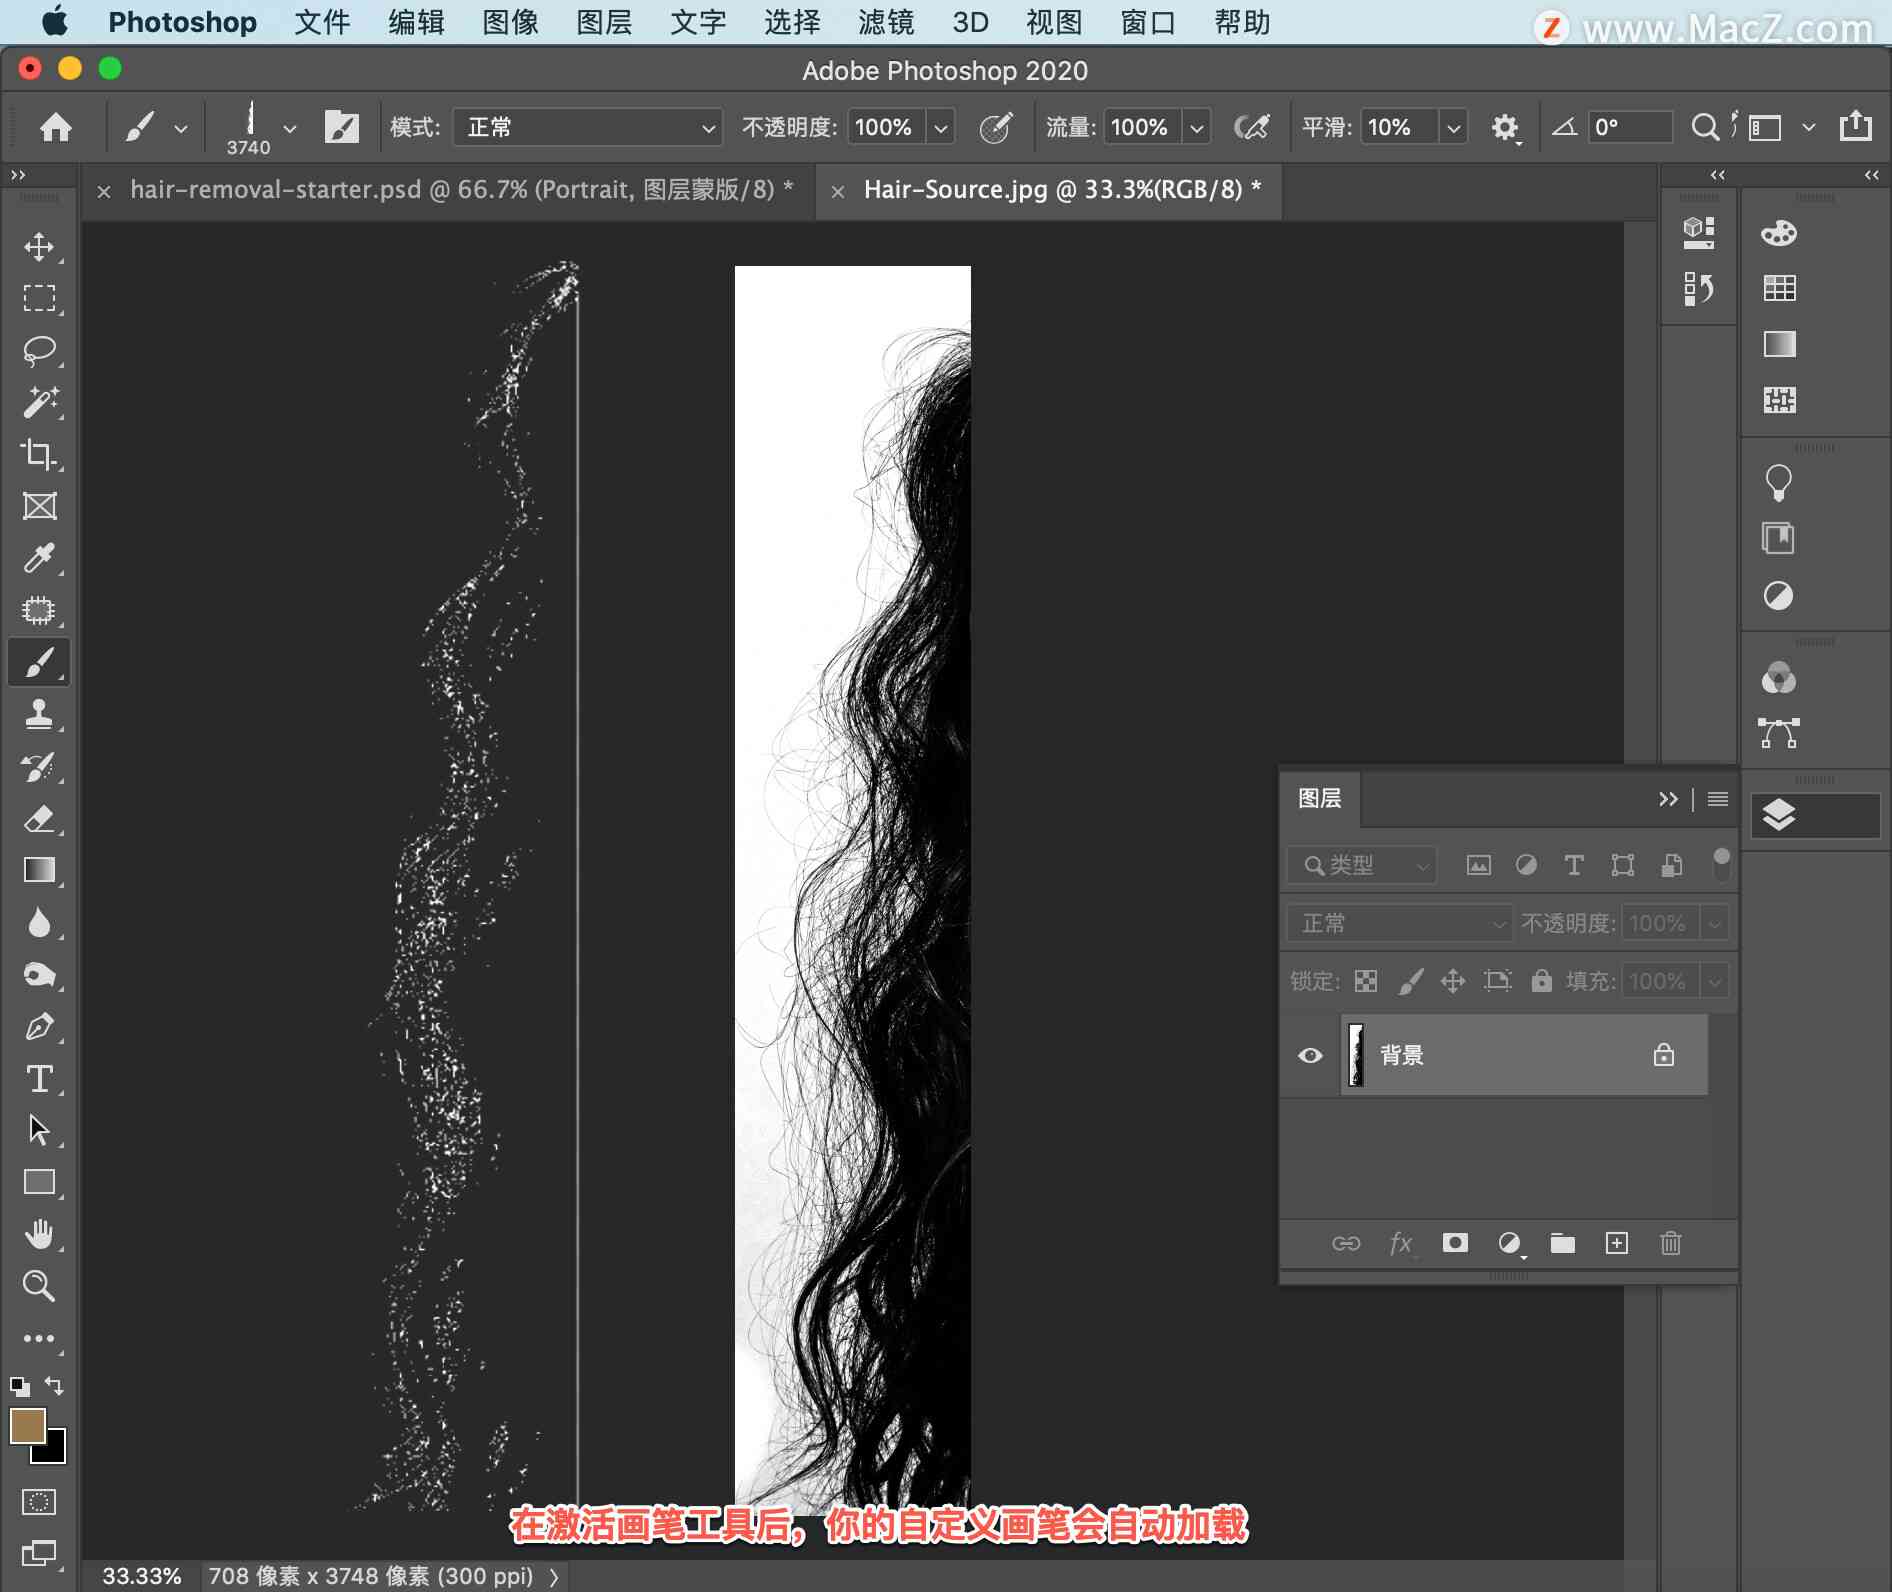 Photoshop 文件 编辑 图像 图层 文字 选择 滤镜 3D 视图 窗口 帮助
Z www.MacZ.com
Adobe Photoshop 2020
3740 模式: 正常 不透明度: 100% 流量: 100% 平滑: 10% 0°
hair-removal-starter.psd @ 66.7% (Portrait, 图层蒙版/8) *
Hair-Source.jpg @ 33.3%(RGB/8) *
图层
类型
正常 不透明度: 100%
锁定: 填充: 100%
背景
fx
在激活画笔工具后，你的自定义画笔会自动加载
33.33% 708 像素 x 3748 像素 (300 ppi)